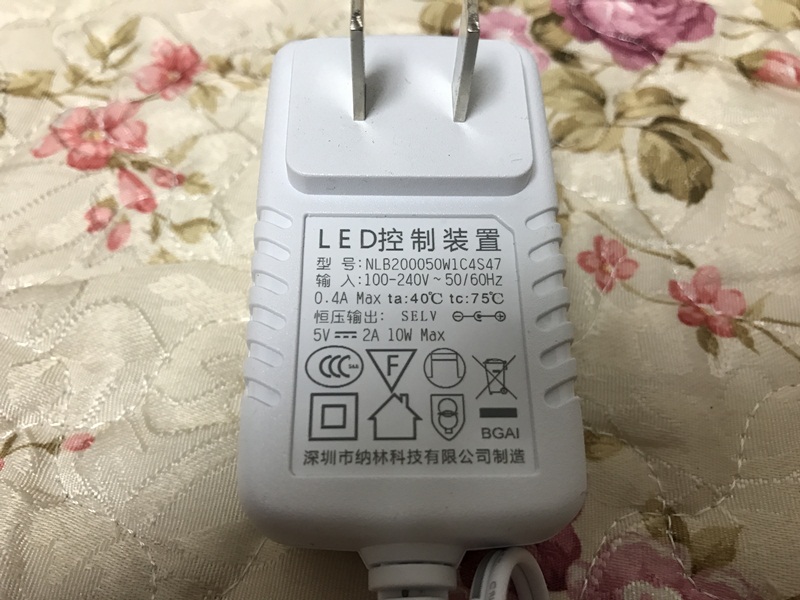 LED控制装置
型 号:NLB200050W1C4S47
输 入:100-240V~50/60Hz
0.4A Max ta:40℃ tc:75℃
恒压输出: SELV
5V⎓2A 10W Max
CCC S&E F
BGAI
深圳市纳林科技有限公司制造